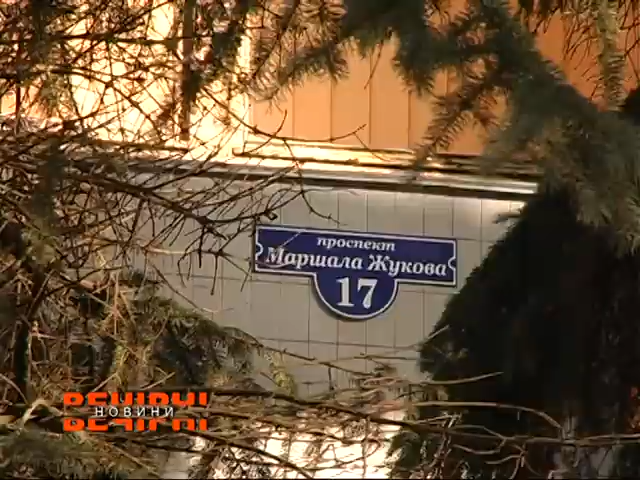 проспект
Маршала Жукова
17
ВЕЧІРНІ
НОВИНИ